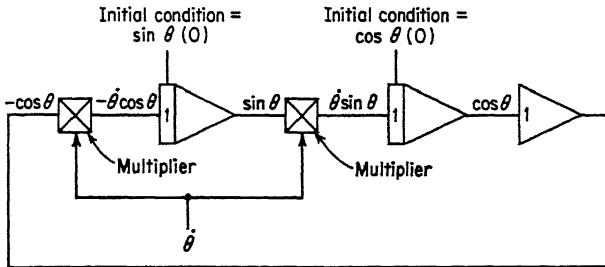 Initial condition =
sin θ (0)
Initial condition =
cos θ (0)
-cos θ
-θ̇ cos θ
1
sin θ
θ̇ sin θ
1
cos θ
1
Multiplier
Multiplier
θ̇